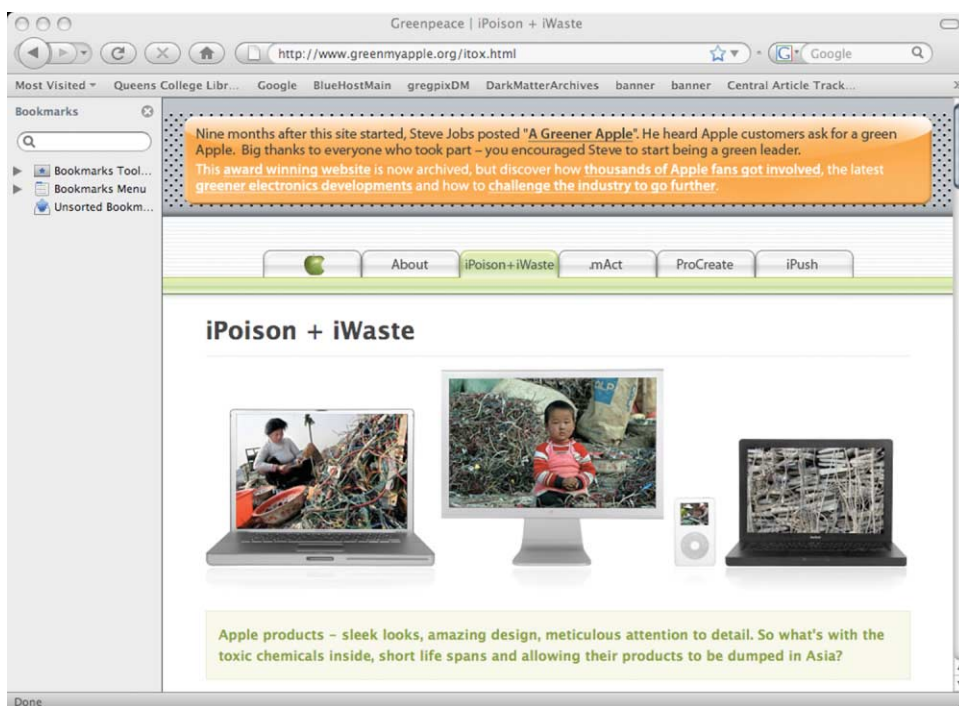 Greenpeace | iPoison + iWaste
http://www.greenmyapple.org/itox.html
Google
Most Visited Queens College Libr... Google BlueHostMain gregpixDM DarkMatterArchives banner banner Central Article Track...
Bookmarks
Bookmarks Tool...
Bookmarks Menu
Unsorted Bookm...
Nine months after this site started, Steve Jobs posted "A Greener Apple". He heard Apple customers ask for a green
Apple. Big thanks to everyone who took part – you encouraged Steve to start being a green leader.
This award winning website is now archived, but discover how thousands of Apple fans got involved, the latest
greener electronics developments and how to challenge the industry to go further.
About iPoison+iWaste .mAct ProCreate iPush
iPoison + iWaste
Apple products – sleek looks, amazing design, meticulous attention to detail. So what's with the
toxic chemicals inside, short life spans and allowing their products to be dumped in Asia?
Done